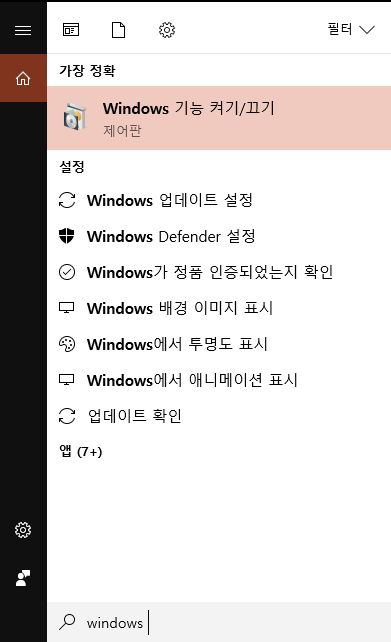 필터
가장 정확
Windows 기능 켜기/끄기
제어판
설정
Windows 업데이트 설정
Windows Defender 설정
Windows가 정품 인증되었는지 확인
Windows 배경 이미지 표시
Windows에서 투명도 표시
Windows에서 애니메이션 표시
업데이트 확인
앱 (7+)
windows